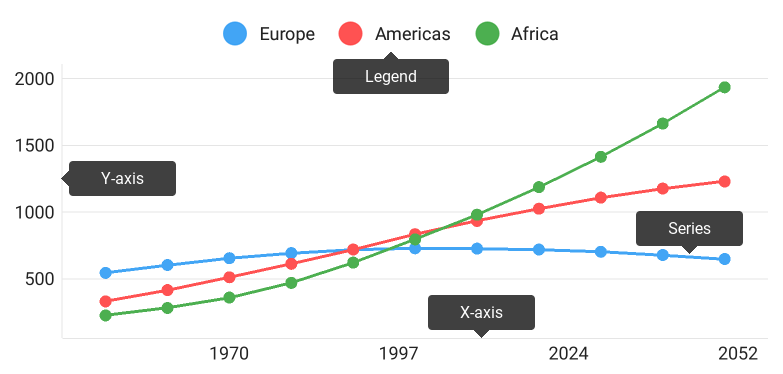 Europe Americas Africa
Legend
2000
1500
Y-axis
1000
Series
500
X-axis
1970 1997 2024 2052